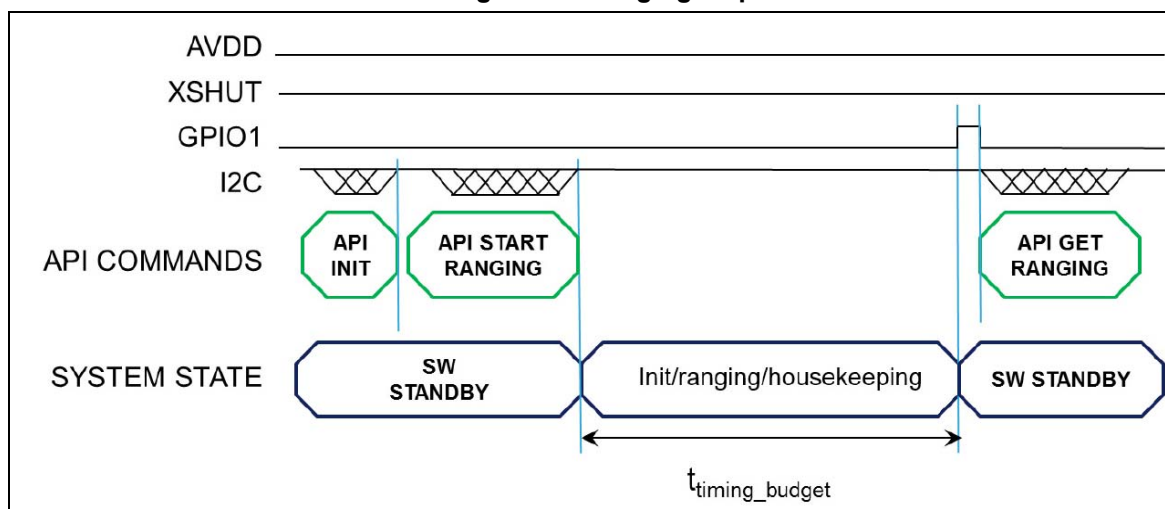 AVDD
XSHUT
GPIO1
I2C
API COMMANDS
API
INIT
API START
RANGING
API GET
RANGING
SYSTEM STATE
SW
STANDBY
Init/ranging/housekeeping
SW STANDBY
ttiming_budget